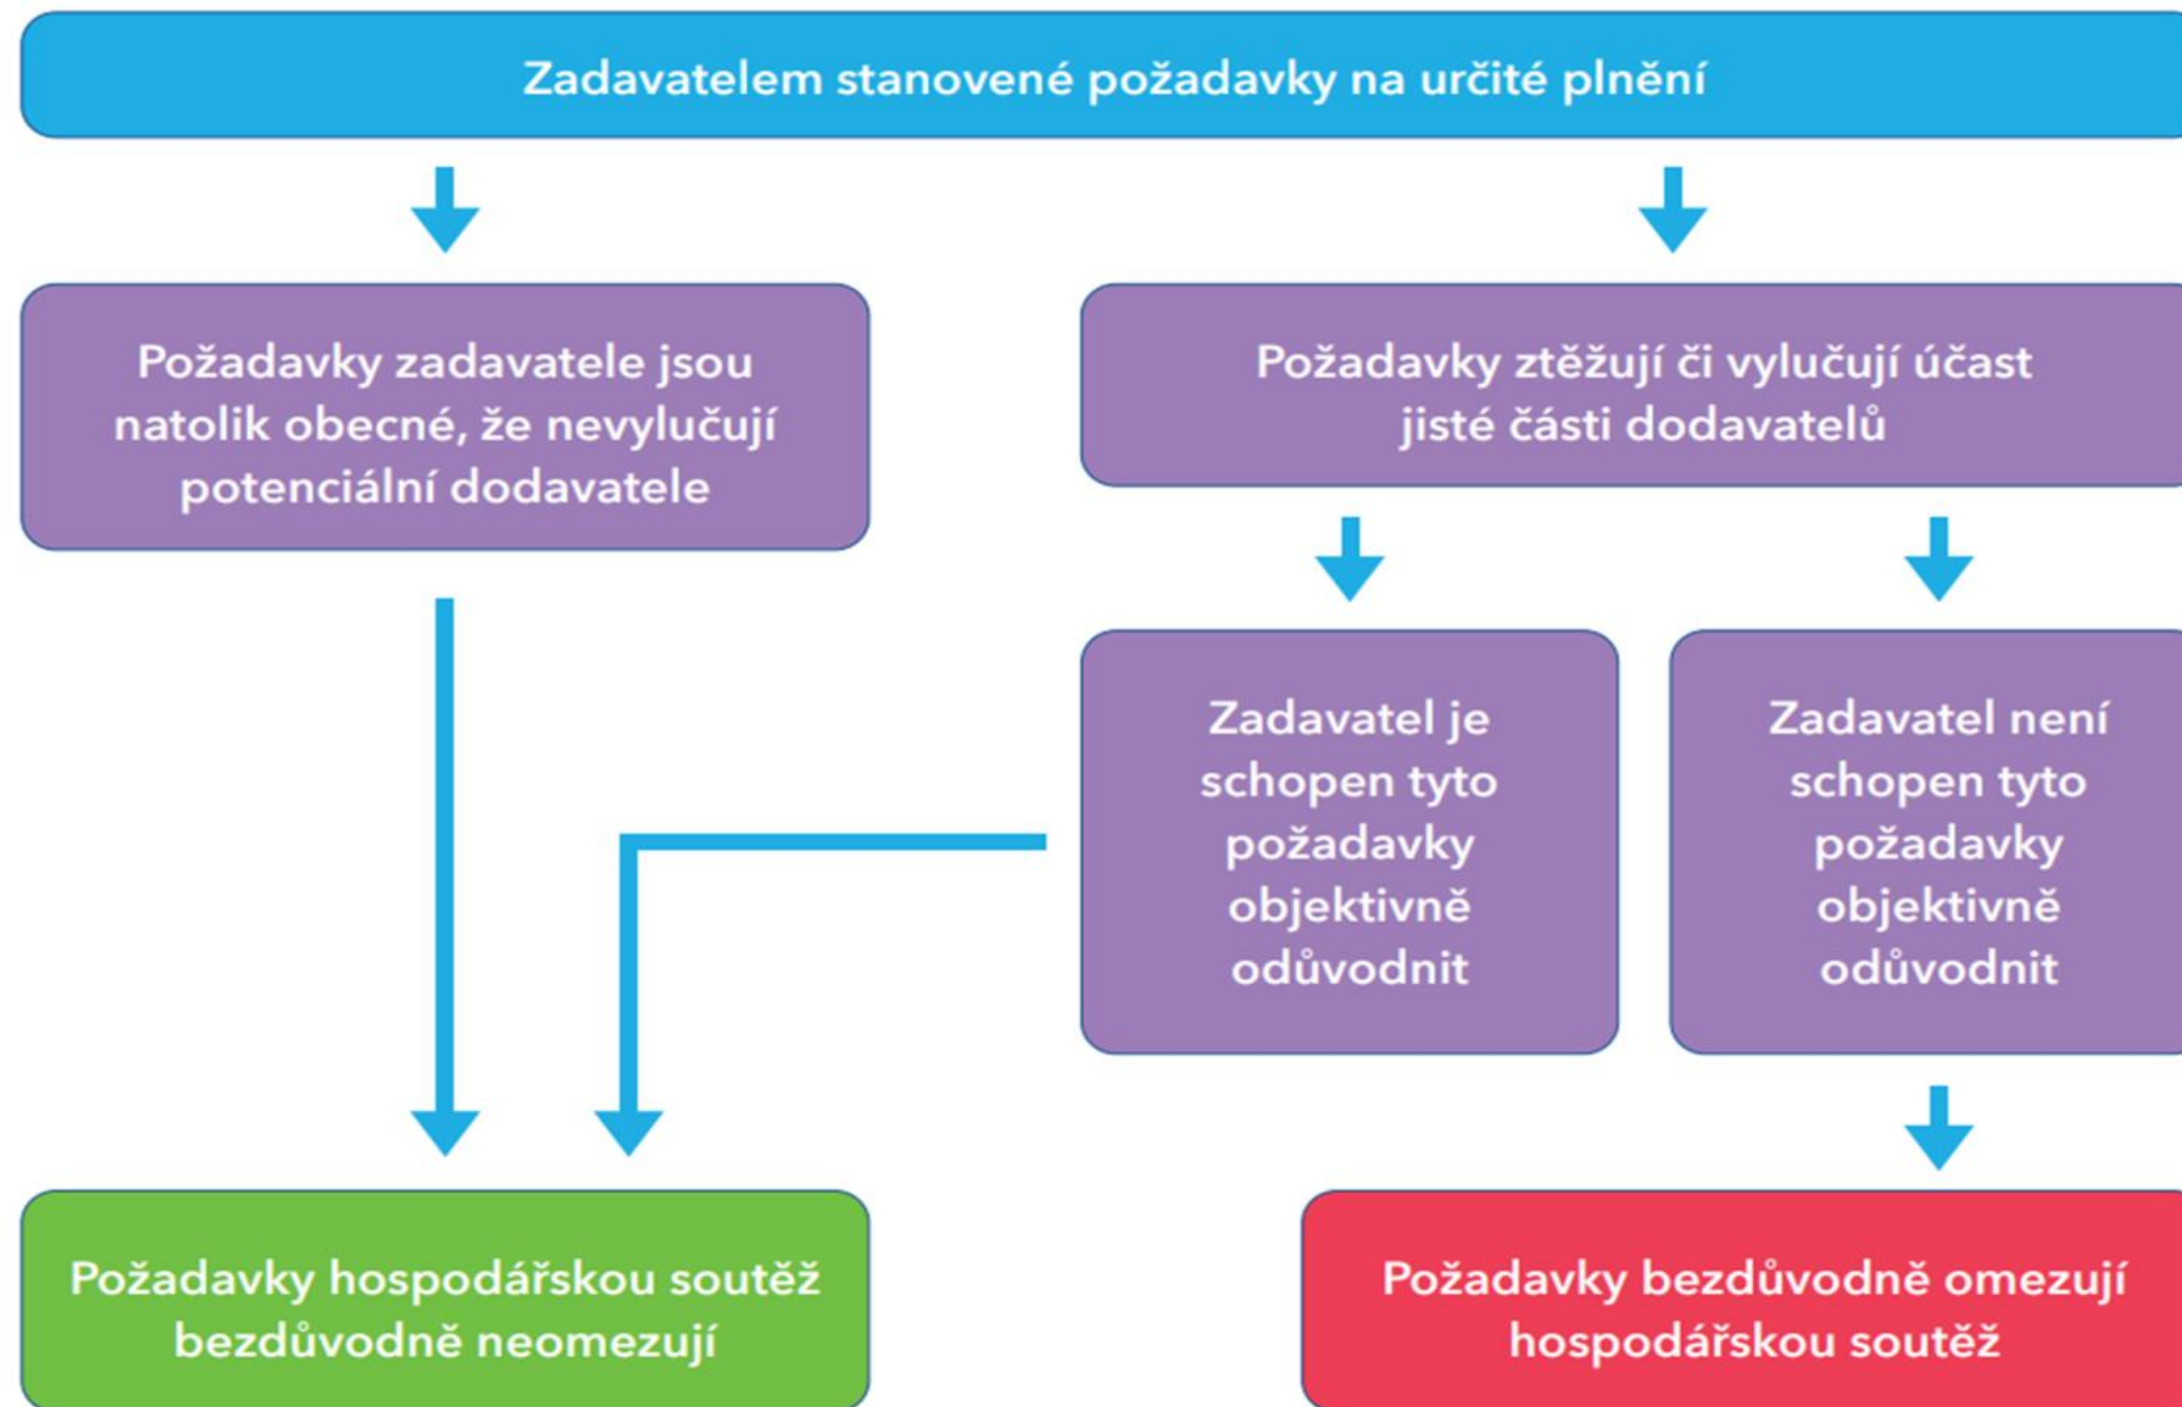 Zadavatelem stanovené požadavky na určité plnění
Požadavky zadavatele jsou
natolik obecné, že nevylučují
potenciální dodavatele
Požadavky ztěžují či vylučují účast
jisté části dodavatelů
Zadavatel je
schopen tyto
požadavky
objektivně
odůvodnit
Zadavatel není
schopen tyto
požadavky
objektivně
odůvodnit
Požadavky hospodářskou soutěž
bezdůvodně neomezují
Požadavky bezdůvodně omezují
hospodářskou soutěž